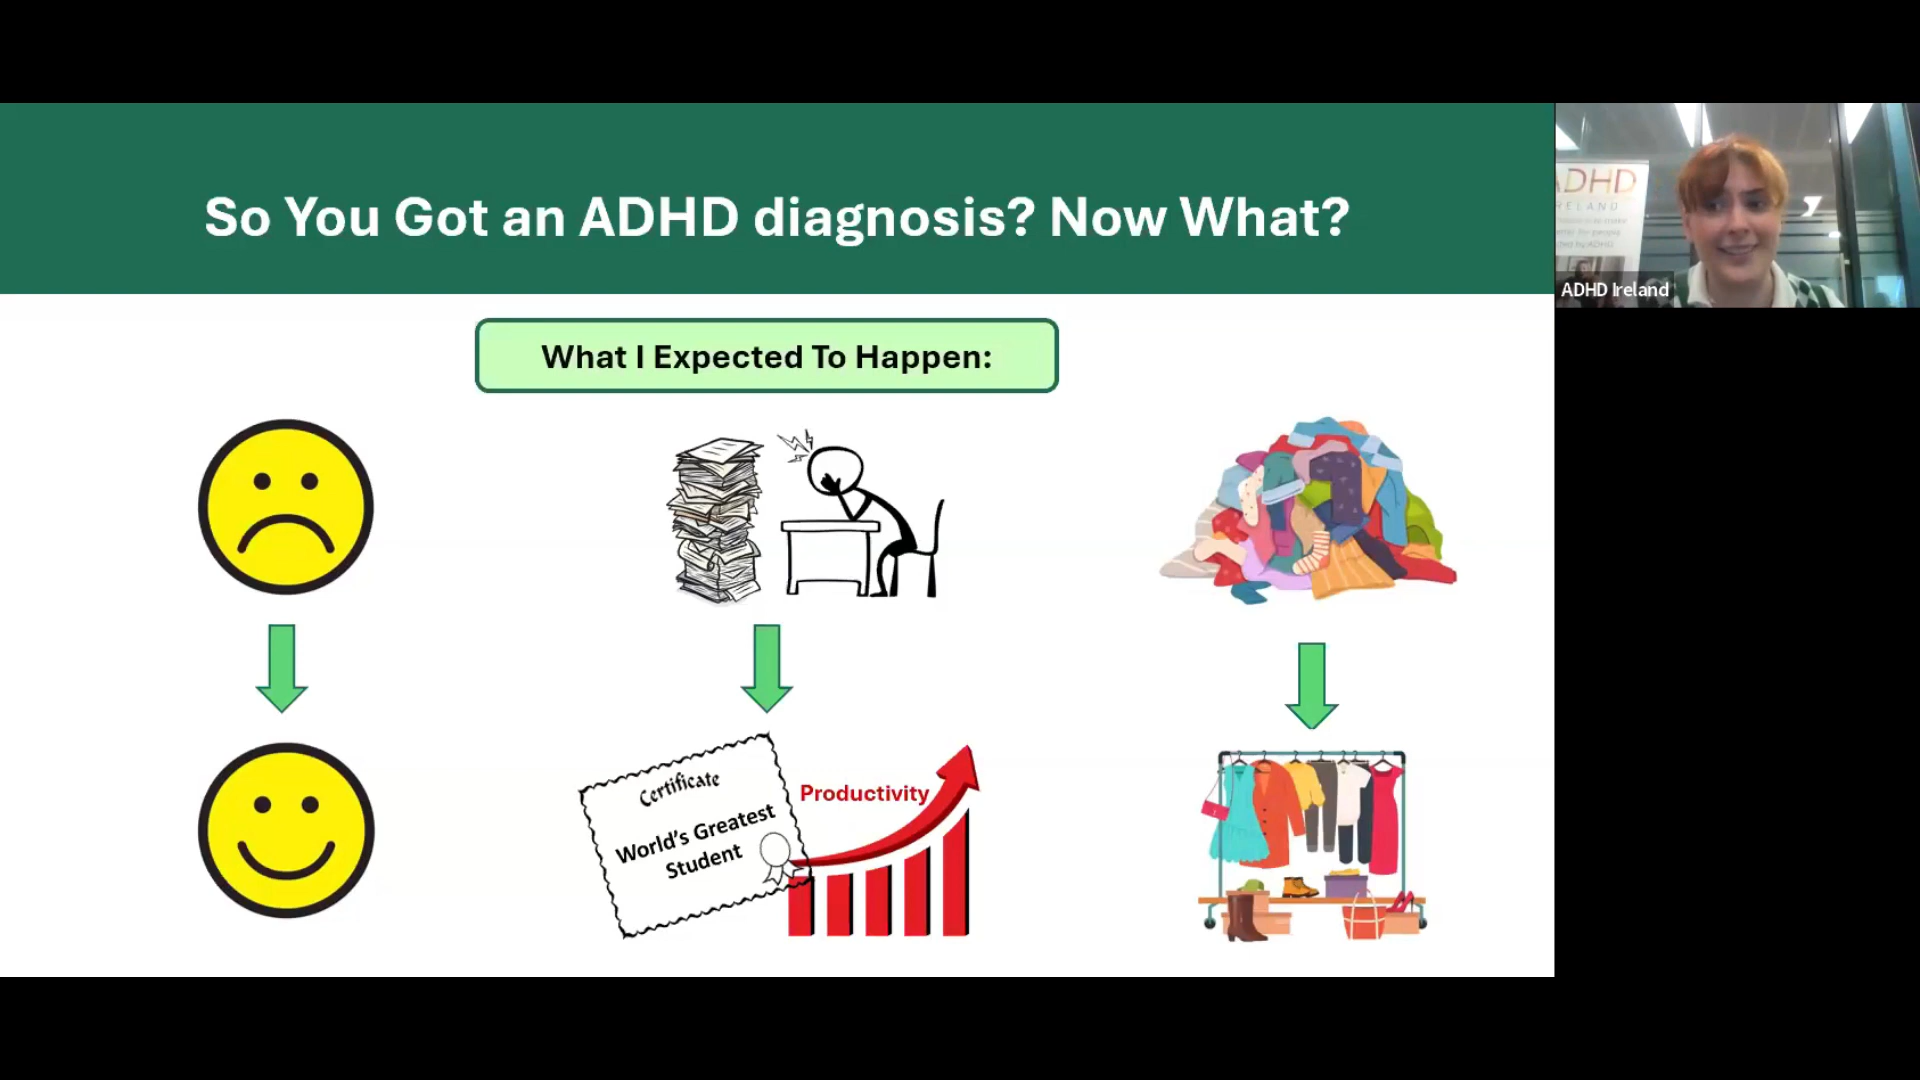 So You Got an ADHD diagnosis? Now What?
What I Expected To Happen:
Certificate
World's Greatest
Student
Productivity
ADHD
ADHD Ireland